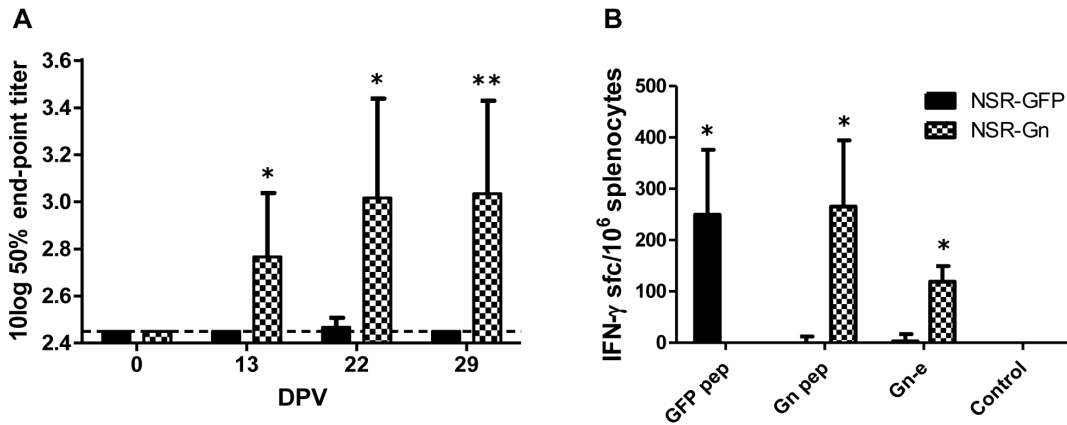 A
10log 50% end-point titer
3.6
3.4
3.2
3.0
2.8
2.6
2.4
*
*
**
0 13 22 29
DPV
B
IFN-γ sfc/10⁶ splenocytes
500
400
300
200
100
0
*
*
*
NSR-GFP
NSR-Gn
GFP pep
Gn pep
Gn-e
Control